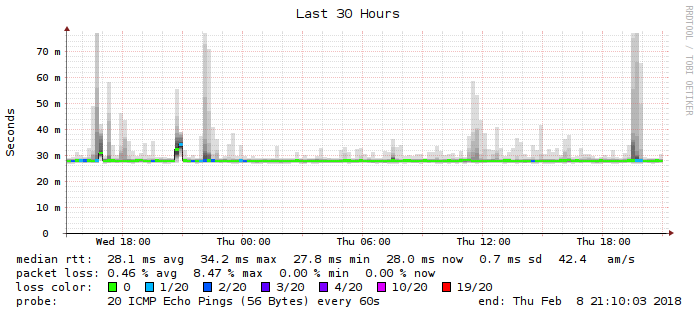 Last 30 Hours
RRDTOOL / TOBI OETIKER
Seconds
70 m
60 m
50 m
40 m
30 m
20 m
10 m
0
Wed 18:00 Thu 00:00 Thu 06:00 Thu 12:00 Thu 18:00
median rtt: 28.1 ms avg 34.2 ms max 27.8 ms min 28.0 ms now 0.7 ms sd 42.4 am/s
packet loss: 0.46 % avg 8.47 % max 0.00 % min 0.00 % now
loss color: 0 1/20 2/20 3/20 4/20 10/20 19/20
probe: 20 ICMP Echo Pings (56 Bytes) every 60s end: Thu Feb 8 21:10:03 2018